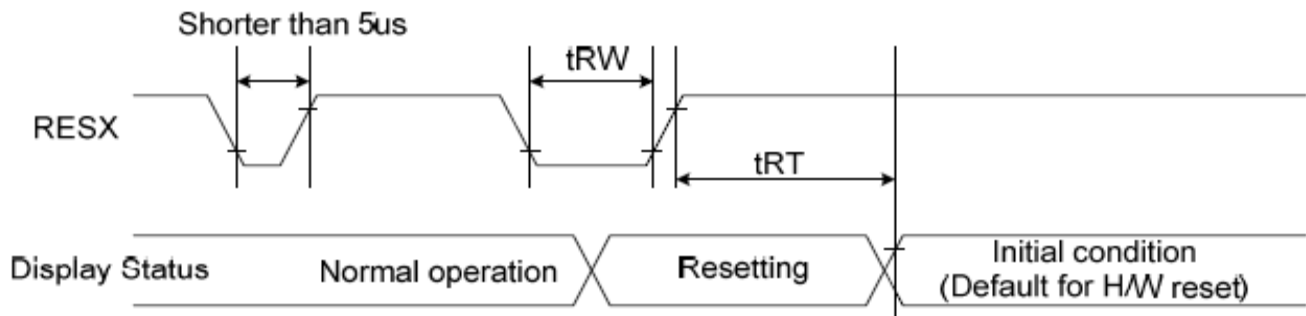 Shorter than 5us
tRW
RESX
tRT
Display Status
Normal operation
Resetting
Initial condition
(Default for H/W reset)